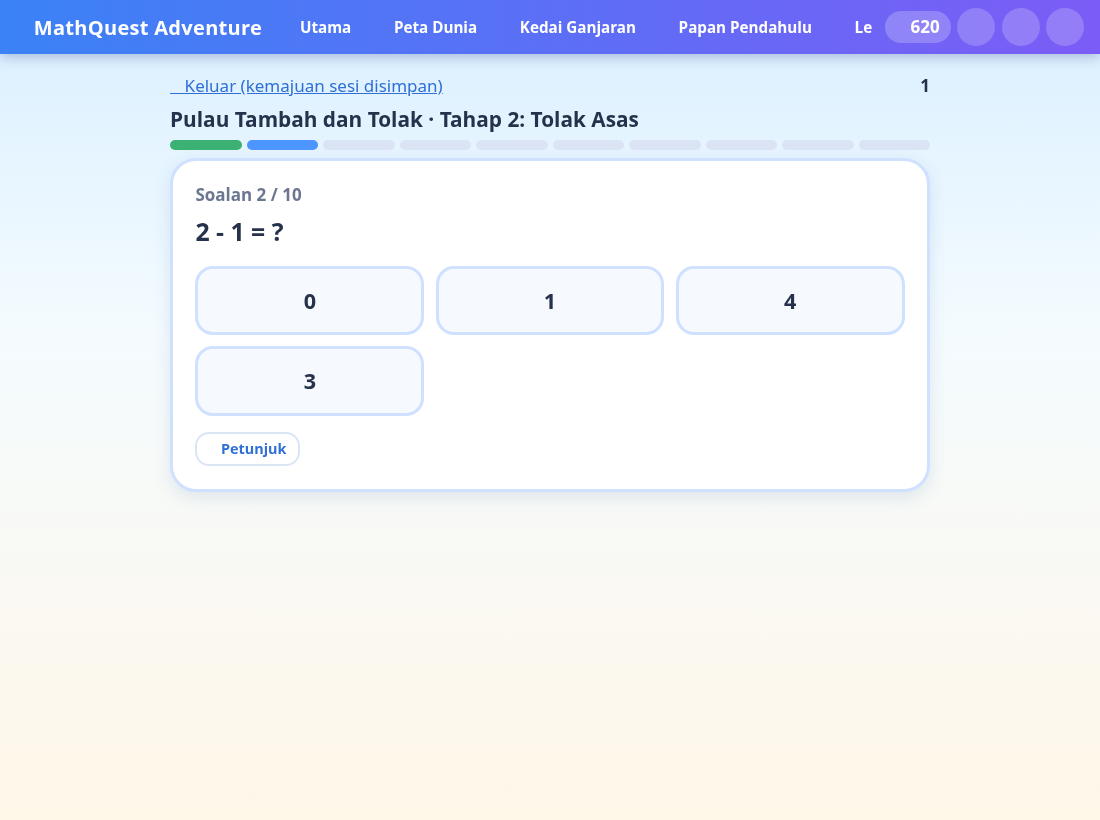 MathQuest Adventure Utama Peta Dunia Kedai Ganjaran Papan Pendahulu Le 620
Keluar (kemajuan sesi disimpan) 1
Pulau Tambah dan Tolak · Tahap 2: Tolak Asas
Soalan 2 / 10
2 - 1 = ?
0 1 4
3
Petunjuk